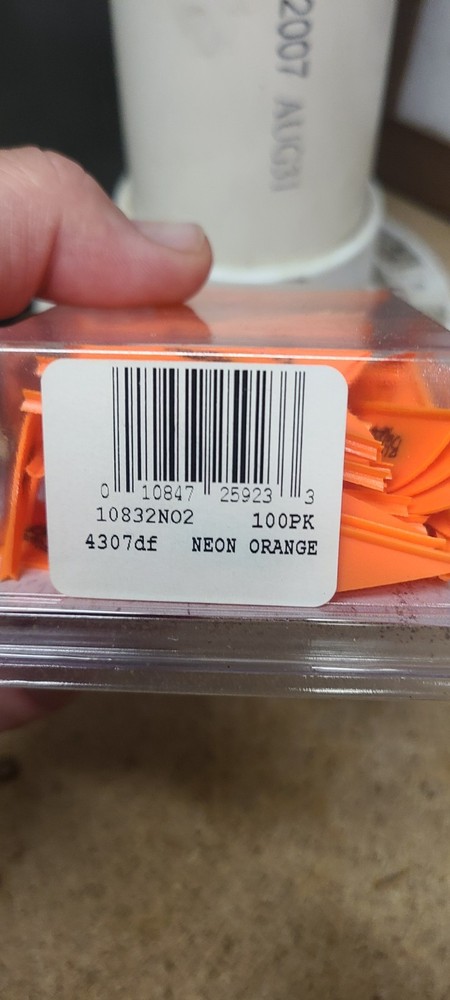 2007 AUG31
0 10847 25923 3
10832NO2 100PK
4307df NEON ORANGE